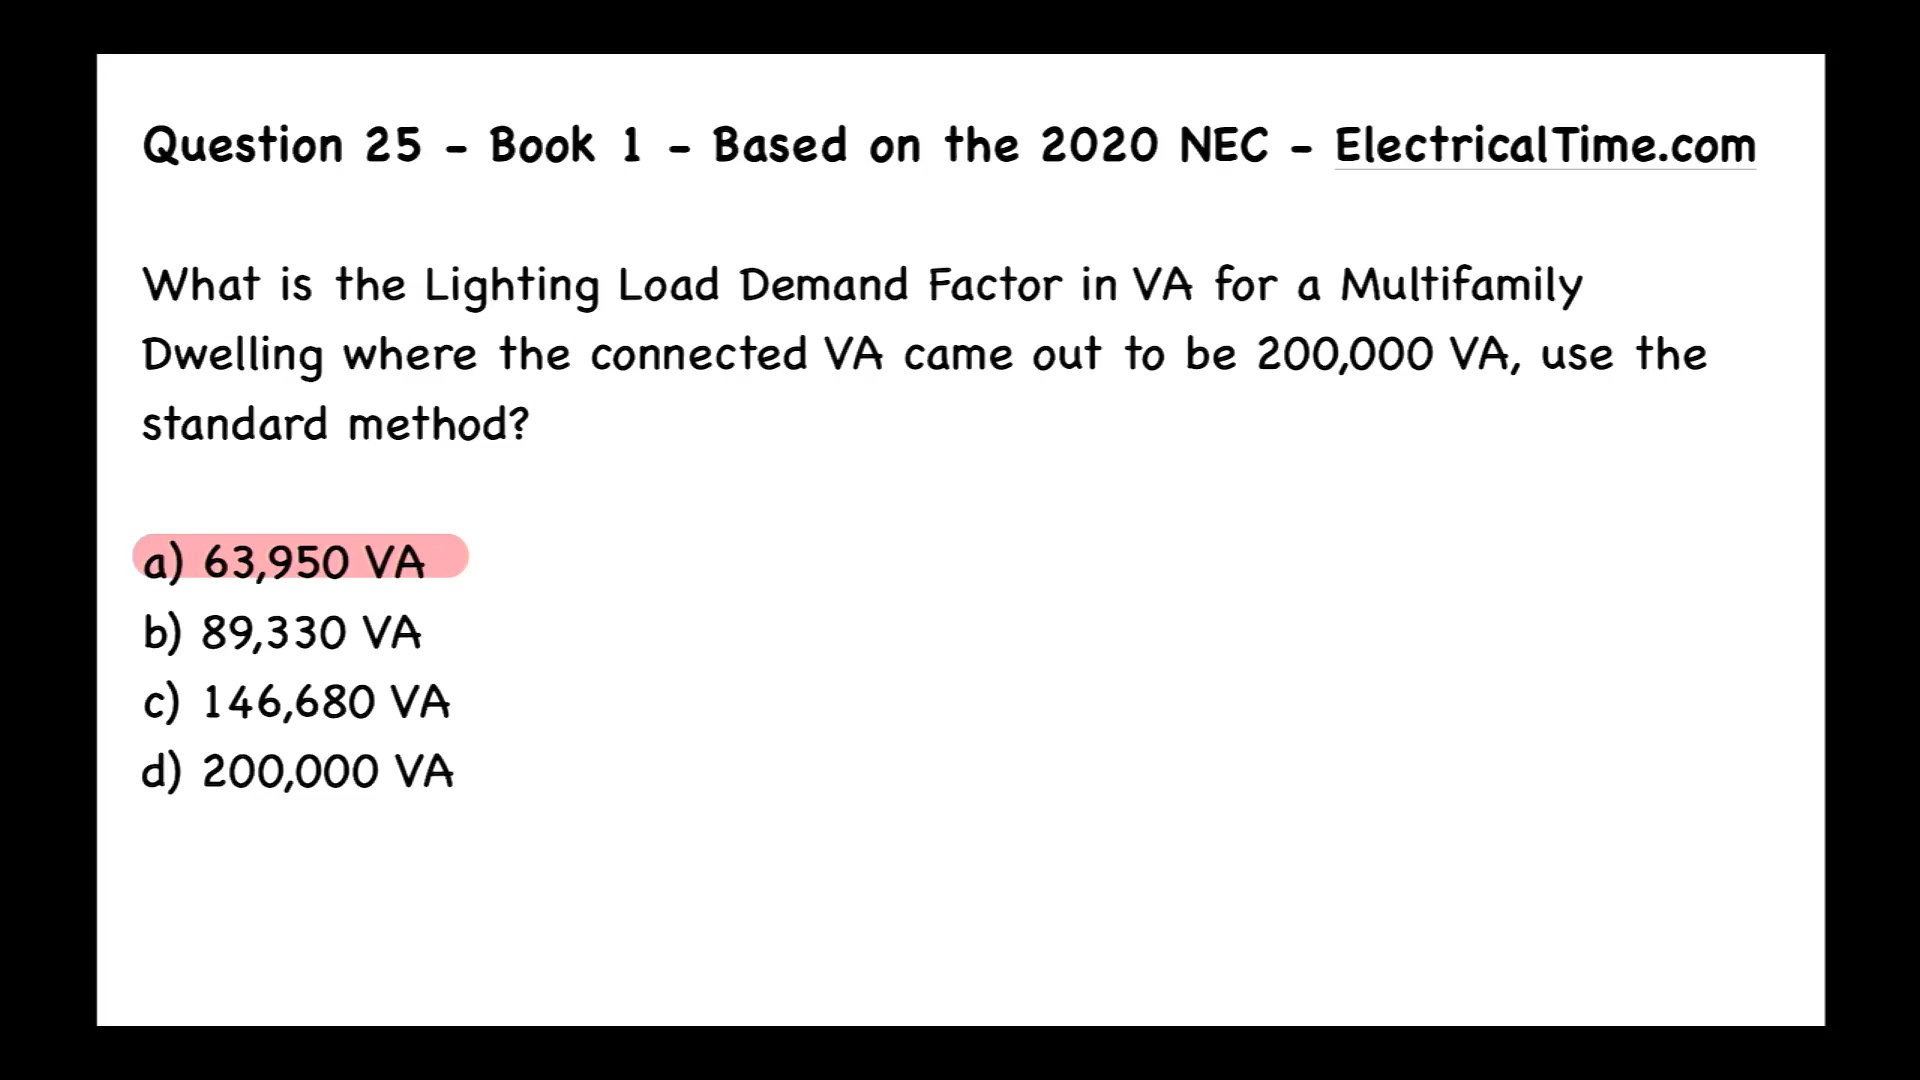 Question 25 - Book 1 - Based on the 2020 NEC - ElectricalTime.com
What is the Lighting Load Demand Factor in VA for a Multifamily
Dwelling where the connected VA came out to be 200,000 VA, use the
standard method?
a) 63,950 VA
b) 89,330 VA
c) 146,680 VA
d) 200,000 VA